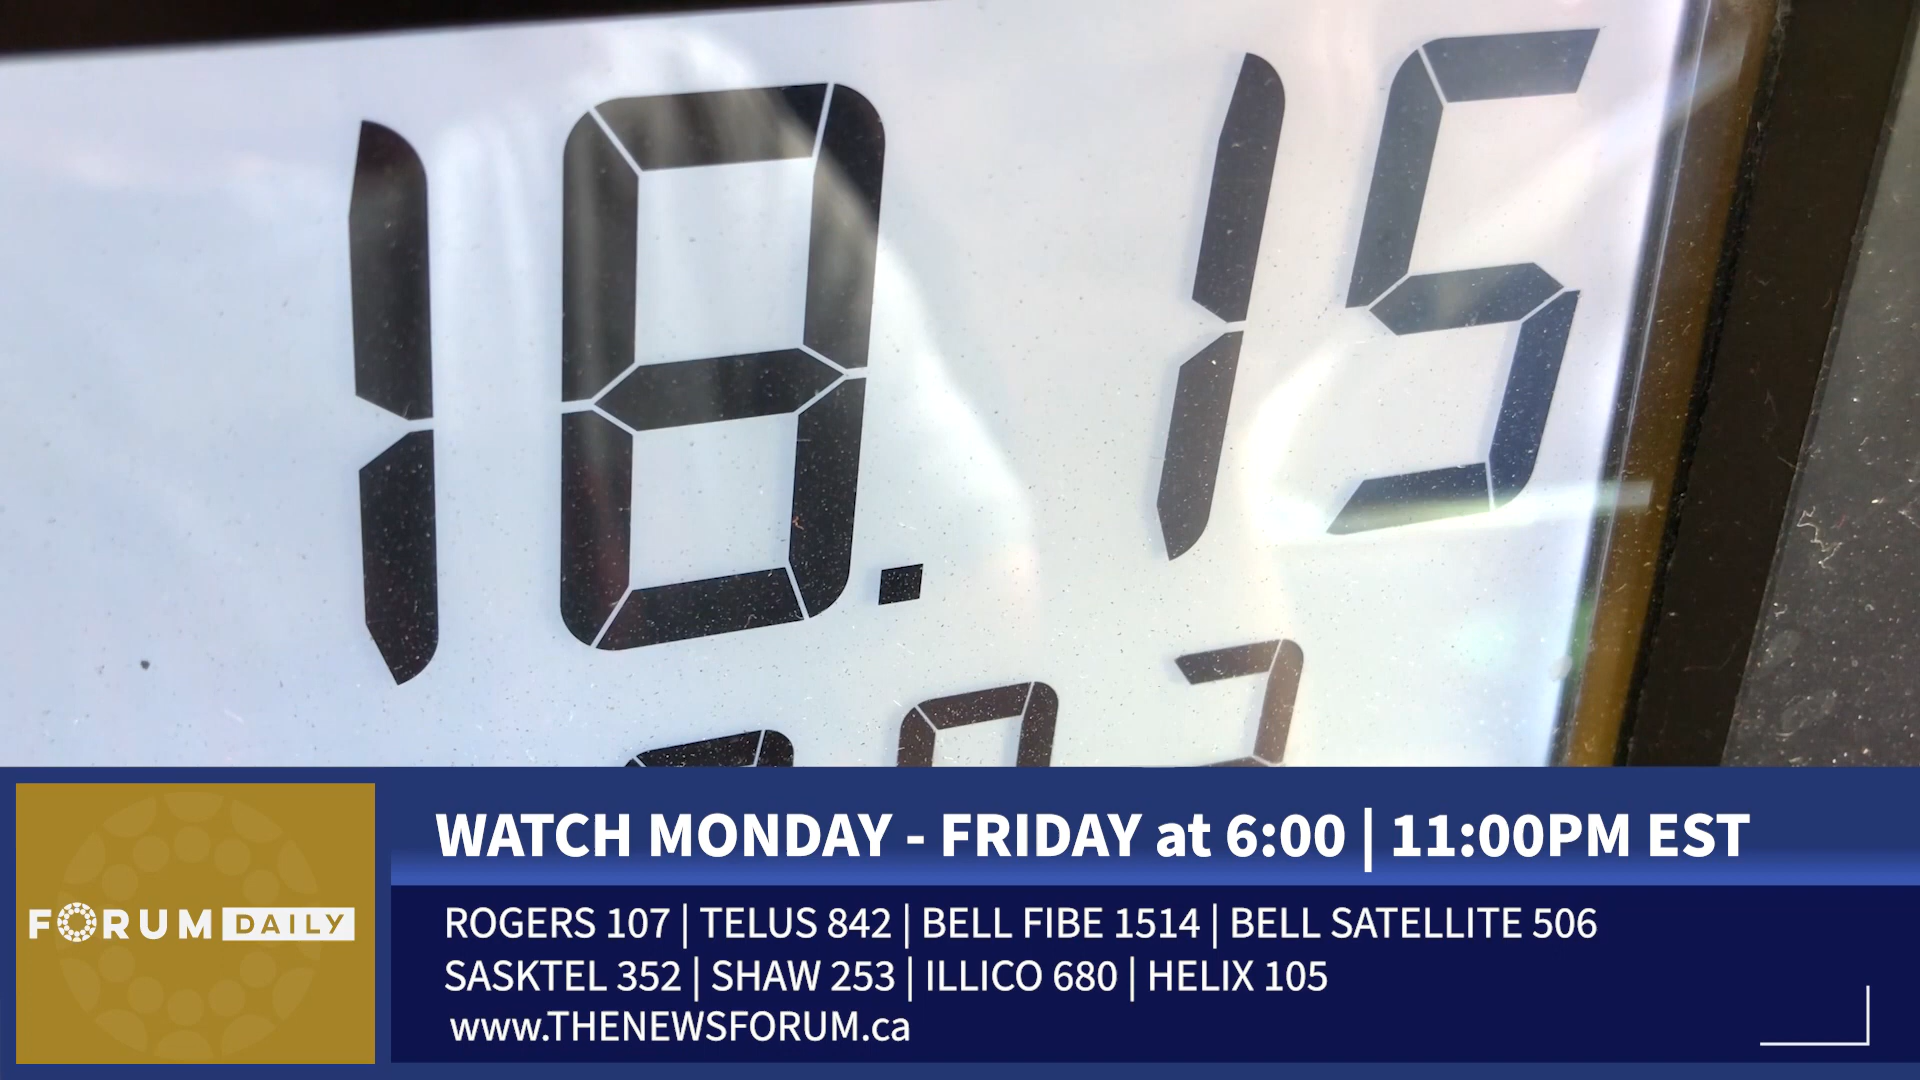 18.15
FORUM DAILY
WATCH MONDAY - FRIDAY at 6:00 | 11:00PM EST
ROGERS 107 | TELUS 842 | BELL FIBE 1514 | BELL SATELLITE 506
SASKTEL 352 | SHAW 253 | ILLICO 680 | HELIX 105
www.THENEWSFORUM.ca